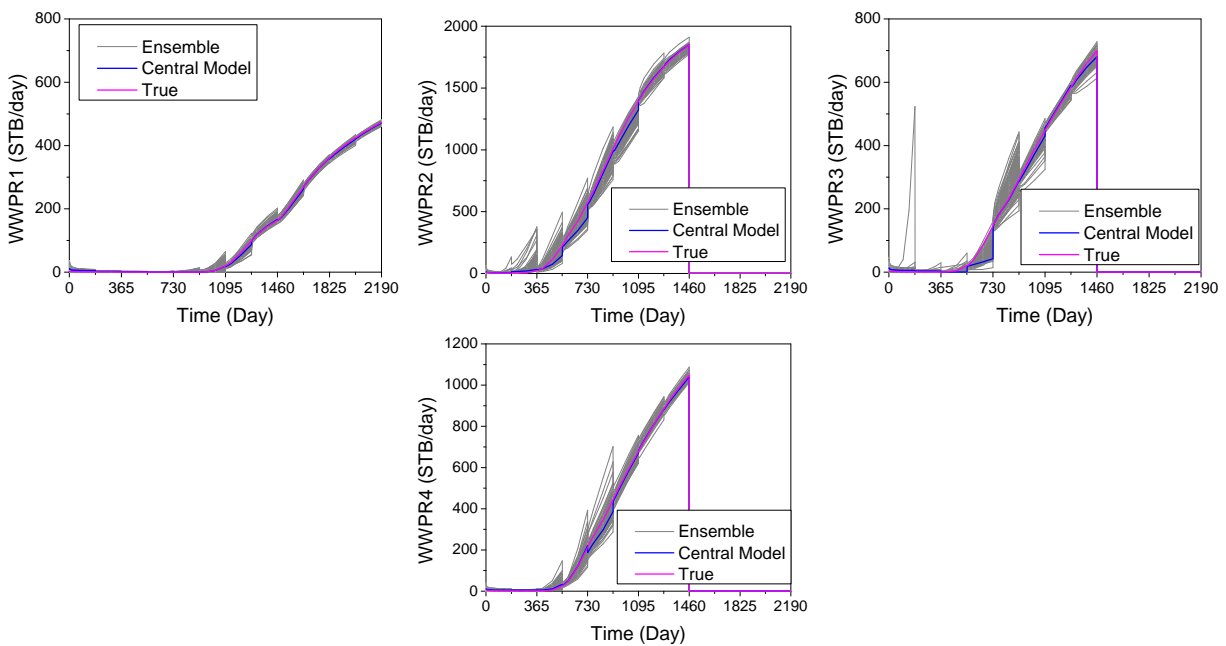 800
600
400
200
0
WWPR1 (STB/day)
Ensemble
Central Model
True
0 365 730 1095 1460 1825 2190
Time (Day)
2000
1500
1000
500
0
WWPR2 (STB/day)
Ensemble
Central Model
True
0 365 730 1095 1460 1825 2190
Time (Day)
800
600
400
200
0
WWPR3 (STB/day)
Ensemble
Central Model
True
0 365 730 1095 1460 1825 2190
Time (Day)
1200
1000
800
600
400
200
0
WWPR4 (STB/day)
Ensemble
Central Model
True
0 365 730 1095 1460 1825 2190
Time (Day)